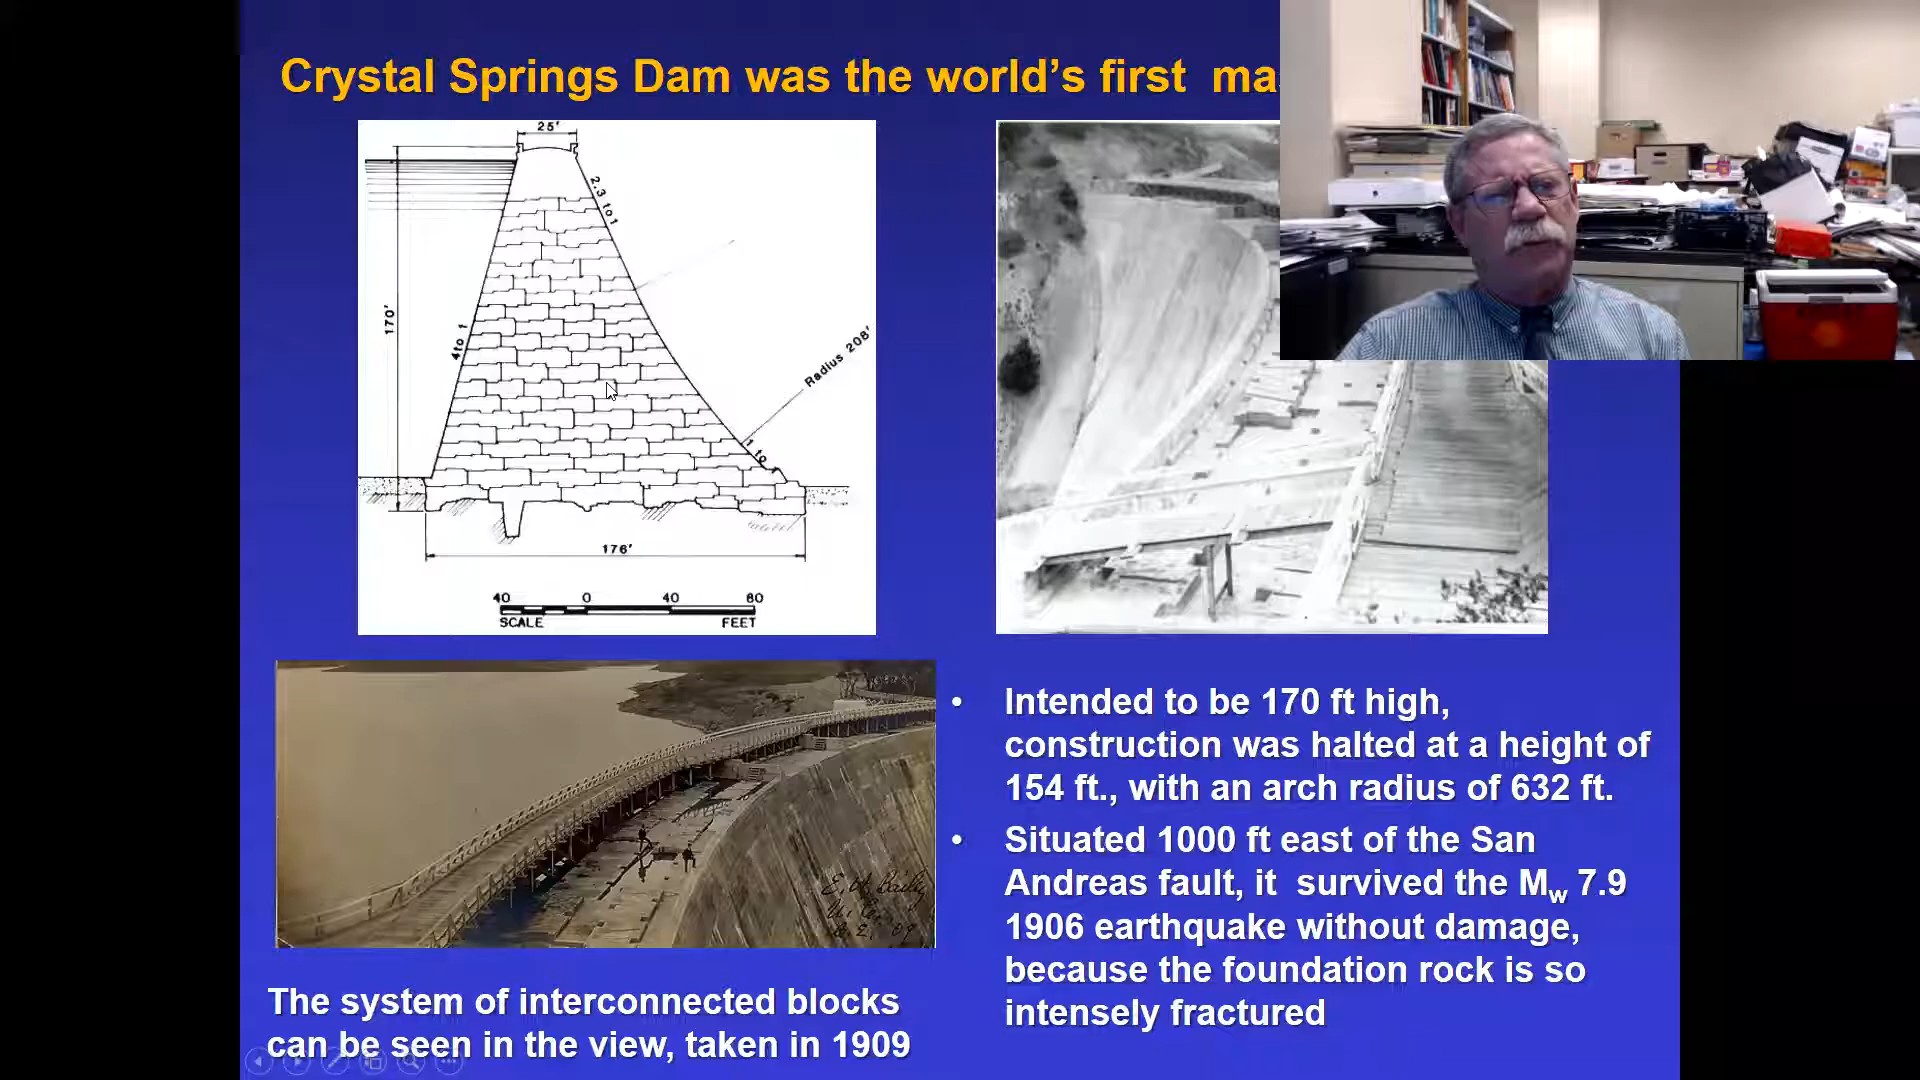 Crystal Springs Dam was the world’s first ma
25'
2.3 to 1
170'
4 to 1
Radius 208'
1 to 1
176'
40 0 40 80
SCALE FEET
Intended to be 170 ft high,
construction was halted at a height of
154 ft., with an arch radius of 632 ft.
Situated 1000 ft east of the San
Andreas fault, it survived the Mw 7.9
1906 earthquake without damage,
because the foundation rock is so
intensely fractured
The system of interconnected blocks
can be seen in the view, taken in 1909